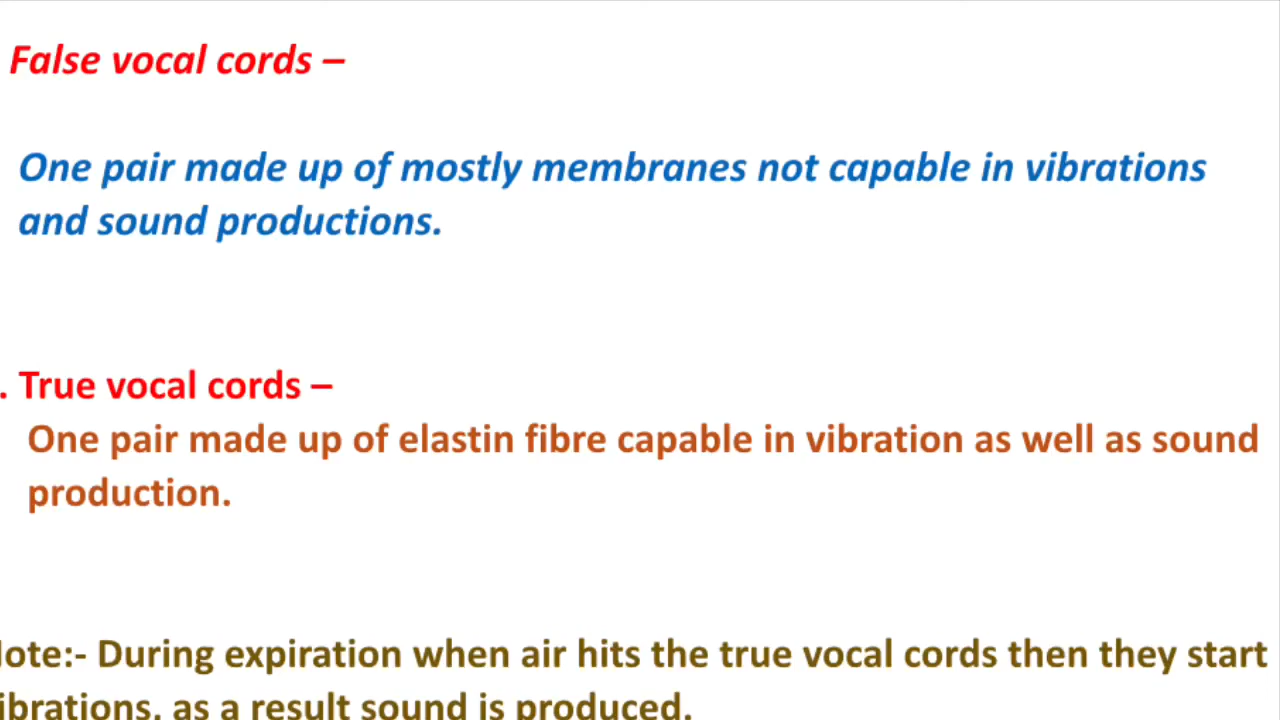 False vocal cords –
One pair made up of mostly membranes not capable in vibrations
and sound productions.
. True vocal cords –
One pair made up of elastin fibre capable in vibration as well as sound
production.
ote:- During expiration when air hits the true vocal cords then they start
ibrations, as a result sound is produced.